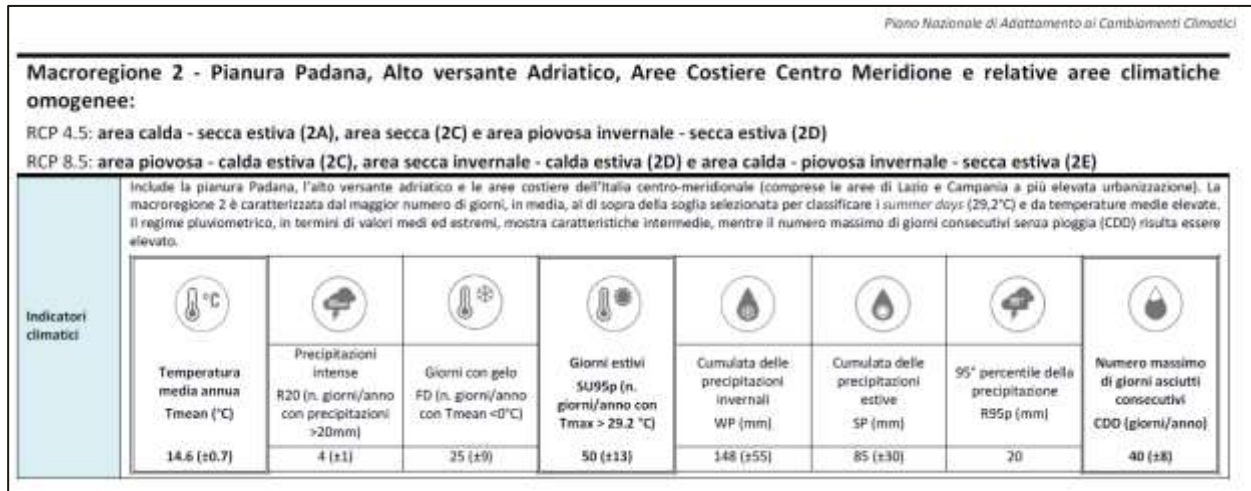 Piano Nazionale di Adattamento ai Cambiamenti Climatici
Macroregione 2 - Pianura Padana, Alto versante Adriatico, Aree Costiere Centro Meridione e relative aree climatiche
omogenee:
RCP 4.5: area calda - secca estiva (2A), area secca (2C) e area piovosa invernale - secca estiva (2D)
RCP 8.5: area piovosa - calda estiva (2C), area secca invernale - calda estiva (2D) e area calda - piovosa invernale - secca estiva (2E)
Include la pianura Padana, l'alto versante adriatico e le aree costiere dell'Italia centro-meridionale (comprese le aree di Lazio e Campania a più elevata urbanizzazione). La
macroregione 2 è caratterizzata dal maggior numero di giorni, in media, al di sopra della soglia selezionata per classificare i summer days (29,2°C) e da temperature medie elevate.
Il regime pluviometrico, in termini di valori medi ed estremi, mostra caratteristiche intermedie, mentre il numero massimo di giorni consecutivi senza pioggia (CDD) risulta essere
elevato.
Indicatori
climatici
°C
Temperatura
media annua
Tmean (°C)
Precipitazioni
intense
R20 (n. giorni/anno
con precipitazioni
>20mm)
Giorni con gelo
FD (n. giorni/anno
con Tmean <0°C)
Giorni estivi
SU95p (n.
giorni/anno con
Tmax > 29.2 °C)
Cumulata delle
precipitazioni
invernali
WP (mm)
Cumulata delle
precipitazioni
estive
SP (mm)
95° percentile della
precipitazione
R95p (mm)
Numero massimo
di giorni asciutti
consecutivi
CDD (giorni/anno)
14.6 (±0.7)
4 (±1)
25 (±9)
50 (±13)
148 (±55)
85 (±30)
20
40 (±8)